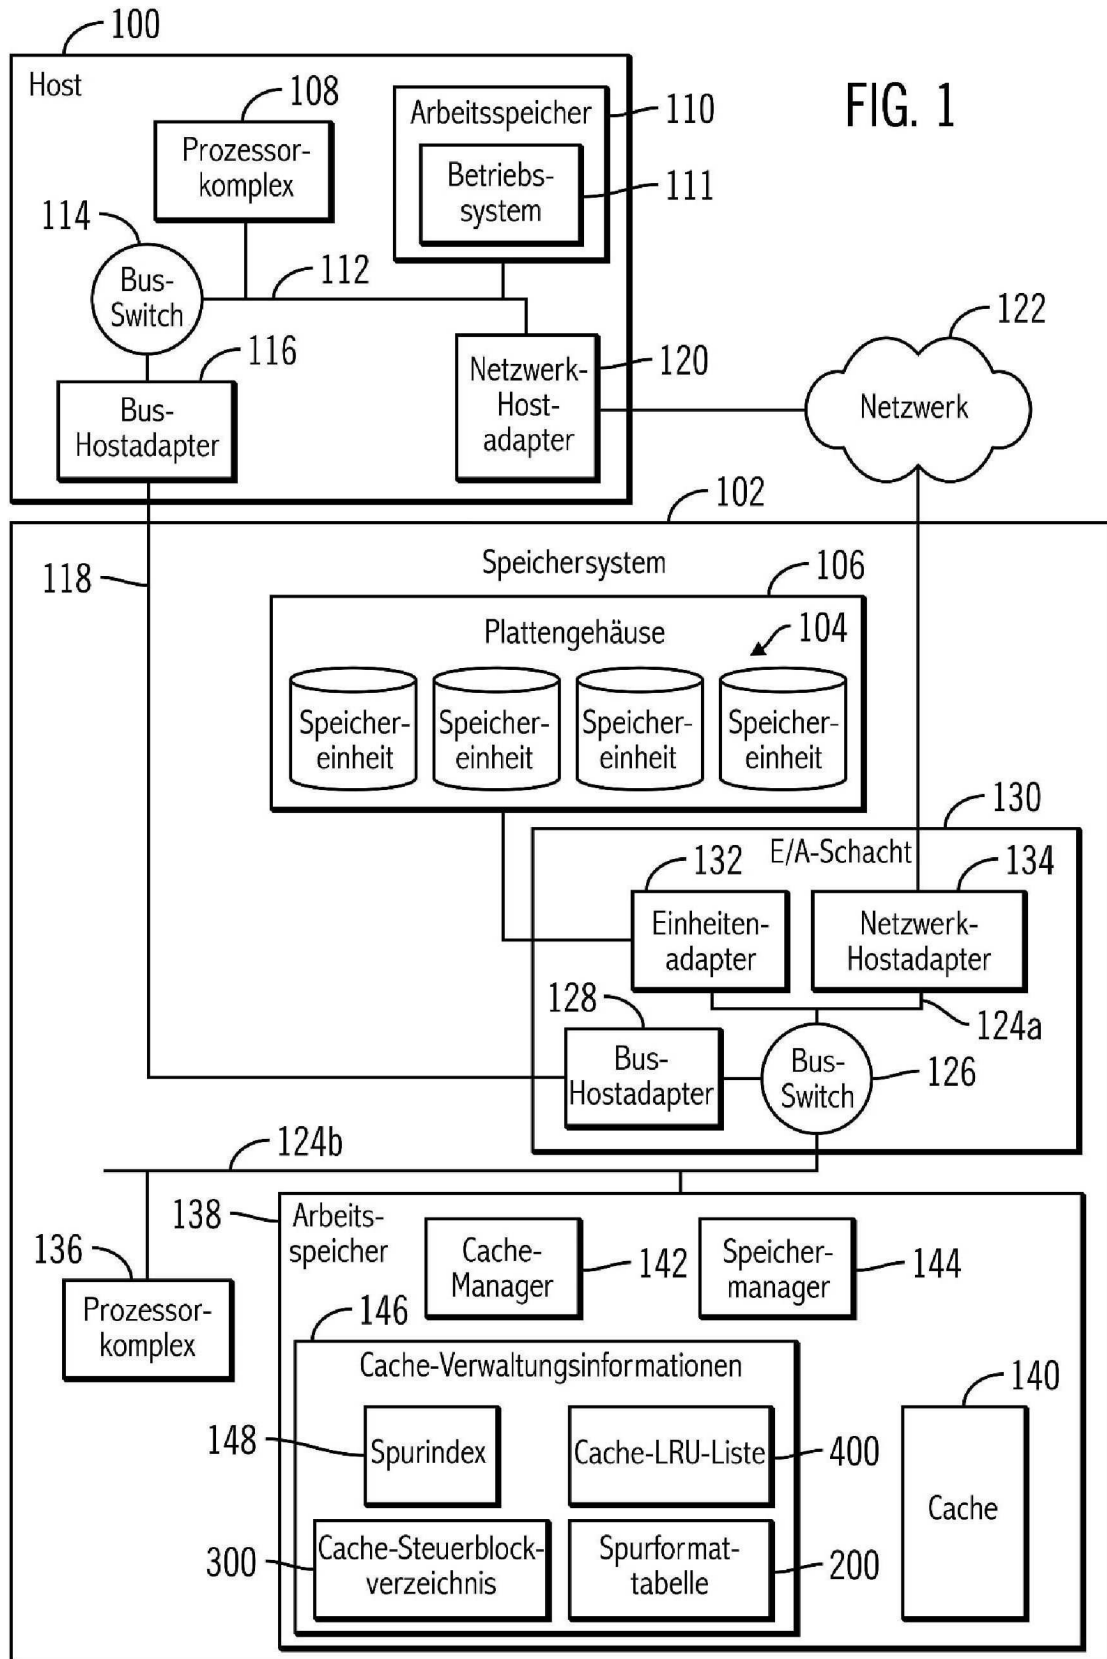 100
Host
FIG. 1
108
Prozessor-
komplex
Arbeitsspeicher
110
Betriebs-
system
111
114
Bus-
Switch
112
116
Bus-
Hostadapter
Netzwerk-
Host-
adapter
120
122
Netzwerk
102
118
Speichersystem
106
Plattengehäuse
104
Speicher-
einheit
Speicher-
einheit
Speicher-
einheit
Speicher-
einheit
130
E/A-Schacht
132
134
Einheiten-
adapter
Netzwerk-
Hostadapter
128
124a
Bus-
Hostadapter
Bus-
Switch
126
124b
138
Arbeits-
speicher
136
Prozessor-
komplex
Cache-
Manager
142
Speicher-
manager
144
146
Cache-Verwaltungsinformationen
148
Spurindex
Cache-LRU-Liste
400
140
Cache
300
Cache-Steuerblock-
verzeichnis
Spurformat-
tabelle
200